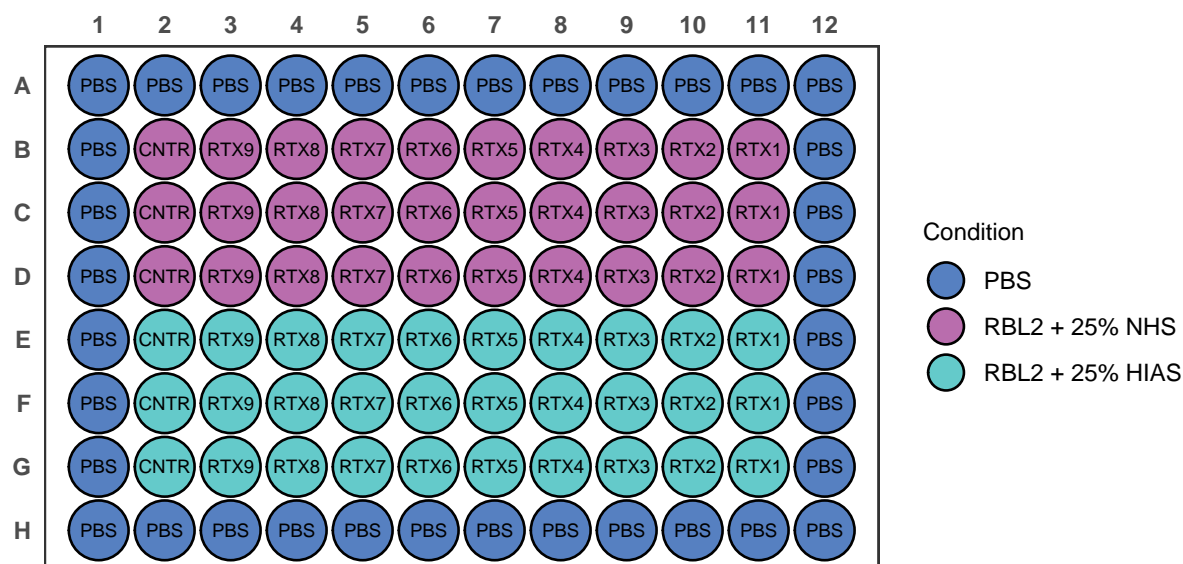 1 2 3 4 5 6 7 8 9 10 11 12
A PBS PBS PBS PBS PBS PBS PBS PBS PBS PBS PBS PBS
B PBS CNTR RTX9 RTX8 RTX7 RTX6 RTX5 RTX4 RTX3 RTX2 RTX1 PBS
C PBS CNTR RTX9 RTX8 RTX7 RTX6 RTX5 RTX4 RTX3 RTX2 RTX1 PBS
D PBS CNTR RTX9 RTX8 RTX7 RTX6 RTX5 RTX4 RTX3 RTX2 RTX1 PBS
E PBS CNTR RTX9 RTX8 RTX7 RTX6 RTX5 RTX4 RTX3 RTX2 RTX1 PBS
F PBS CNTR RTX9 RTX8 RTX7 RTX6 RTX5 RTX4 RTX3 RTX2 RTX1 PBS
G PBS CNTR RTX9 RTX8 RTX7 RTX6 RTX5 RTX4 RTX3 RTX2 RTX1 PBS
H PBS PBS PBS PBS PBS PBS PBS PBS PBS PBS PBS PBS
Condition
PBS
RBL2 + 25% NHS
RBL2 + 25% HIAS